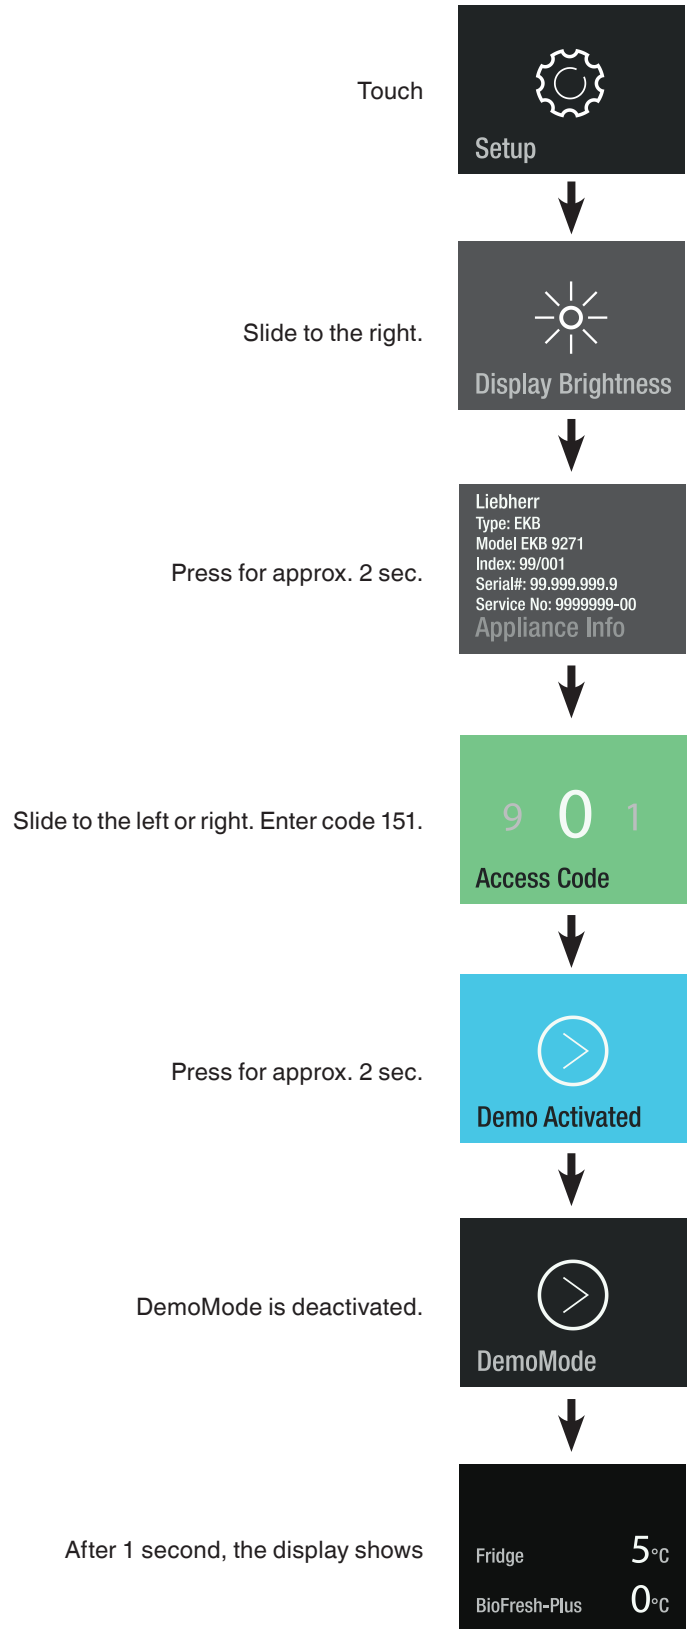 Touch
Setup
Slide to the right.
Display Brightness
Press for approx. 2 sec.
Liebherr
Type: EKB
Model EKB 9271
Index: 99/001
Serial#: 99.999.999.9
Service No: 9999999-00
Appliance Info
Slide to the left or right. Enter code 151.
9 0 1
Access Code
Press for approx. 2 sec.
Demo Activated
DemoMode is deactivated.
DemoMode
After 1 second, the display shows
Fridge 5°C
BioFresh-Plus 0°C